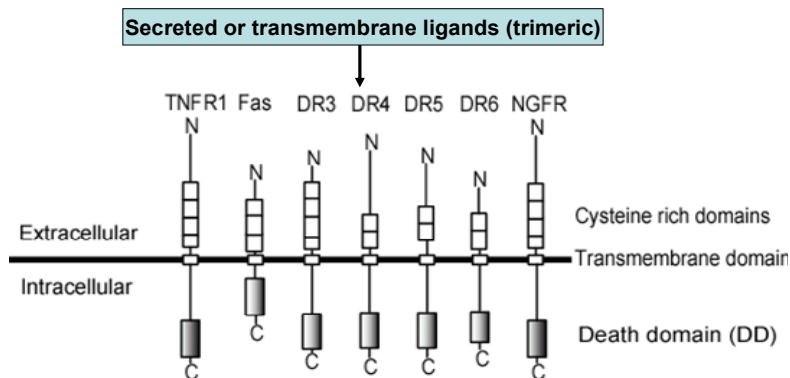 Secreted or transmembrane ligands (trimeric)
TNFR1 Fas DR3 DR4 DR5 DR6 NGFR
N N N N N N N
Extracellular
Cysteine rich domains
Transmembrane domain
Intracellular
Death domain (DD)
C C C C C C C